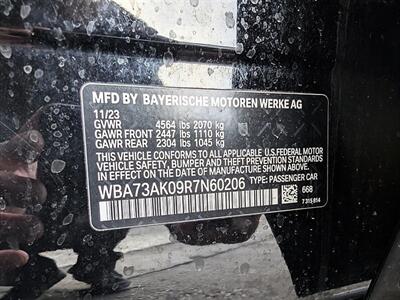 MFD BY BAYERISCHE MOTOREN WERKE AG
11/23
GVWR 4564 lbs 2070 kg
GAWR FRONT 2447 lbs 1110 kg
GAWR REAR 2304 lbs 1045 kg
THIS VEHICLE CONFORMS TO ALL APPLICABLE U.S.FEDERAL MOTOR
VEHICLE SAFETY, BUMPER, AND THEFT PREVENTION STANDARDS
IN EFFECT ON THE DATE OF MANUFACTURE SHOWN ABOVE.
WBA73AK09R7N60206 TYPE: PASSENGER CAR
668
7 315 614